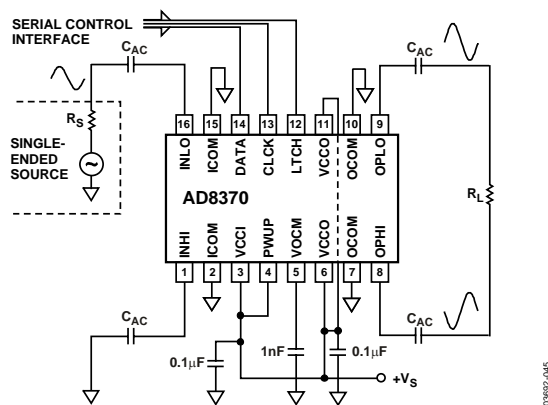 SERIAL CONTROL
INTERFACE
CAC
CAC
RS
16
15
14
13
12
11
10
9
SINGLE-
ENDED
SOURCE
INLO
ICOM
DATA
CLCK
LTCH
VCCO
OCOM
OPLO
RL
AD8370
INHI
ICOM
VCCI
PWUP
VOCM
VCCO
OCOM
OPHI
1
2
3
4
5
6
7
8
CAC
CAC
0.1µF
1nF
0.1µF
+VS
03692-045